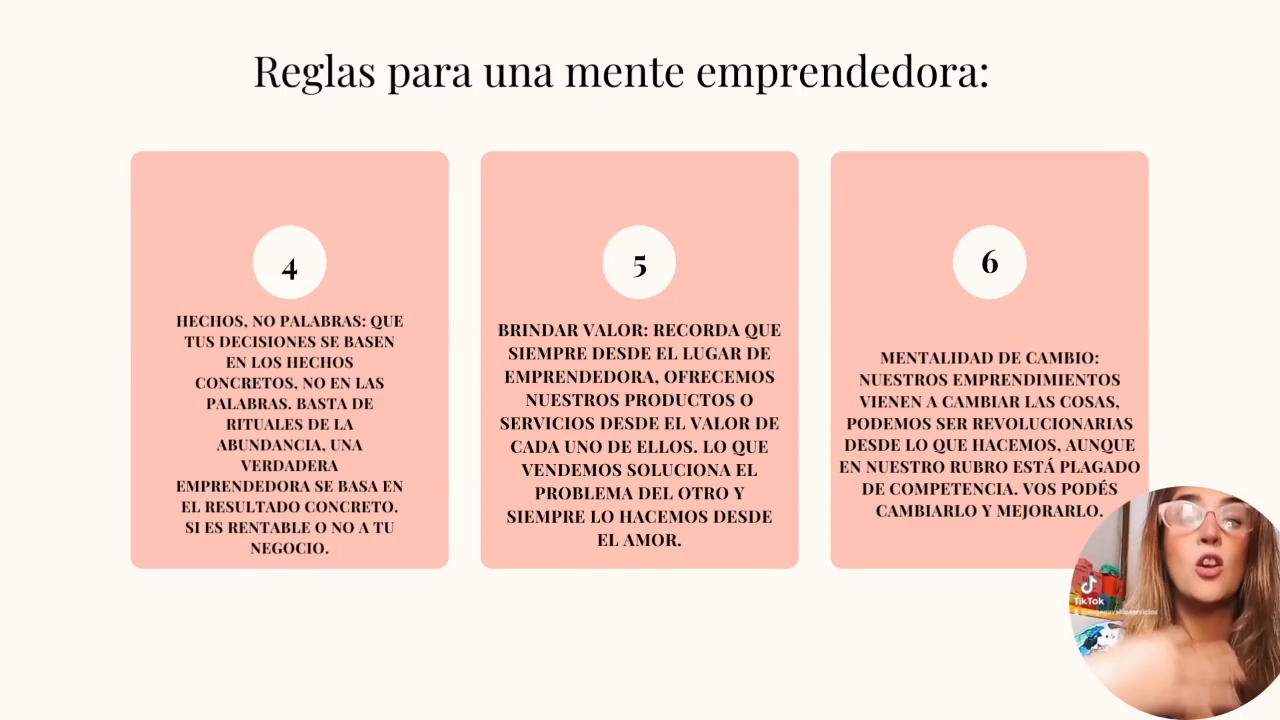 Reglas para una mente emprendedora:
4
HECHOS, NO PALABRAS: QUE
TUS DECISIONES SE BASEN
EN LOS HECHOS
CONCRETOS, NO EN LAS
PALABRAS. BASTA DE
RITUALES DE LA
ABUNDANCIA, UNA
VERDADERA
EMPRENDEDORA SE BASA EN
EL RESULTADO CONCRETO.
SI ES RENTABLE O NO A TU
NEGOCIO.
5
BRINDAR VALOR: RECORDA QUE
SIEMPRE DESDE EL LUGAR DE
EMPRENDEDORA, OFRECEMOS
NUESTROS PRODUCTOS O
SERVICIOS DESDE EL VALOR DE
CADA UNO DE ELLOS. LO QUE
VENDEMOS SOLUCIONA EL
PROBLEMA DEL OTRO Y
SIEMPRE LO HACEMOS DESDE
EL AMOR.
6
MENTALIDAD DE CAMBIO:
NUESTROS EMPRENDIMIENTOS
VIENEN A CAMBIAR LAS COSAS,
PODEMOS SER REVOLUCIONARIAS
DESDE LO QUE HACEMOS, AUNQUE
EN NUESTRO RUBRO ESTÁ PLAGADO
DE COMPETENCIA. VOS PODÉS
CAMBIARLO Y MEJORARLO.
TikTok